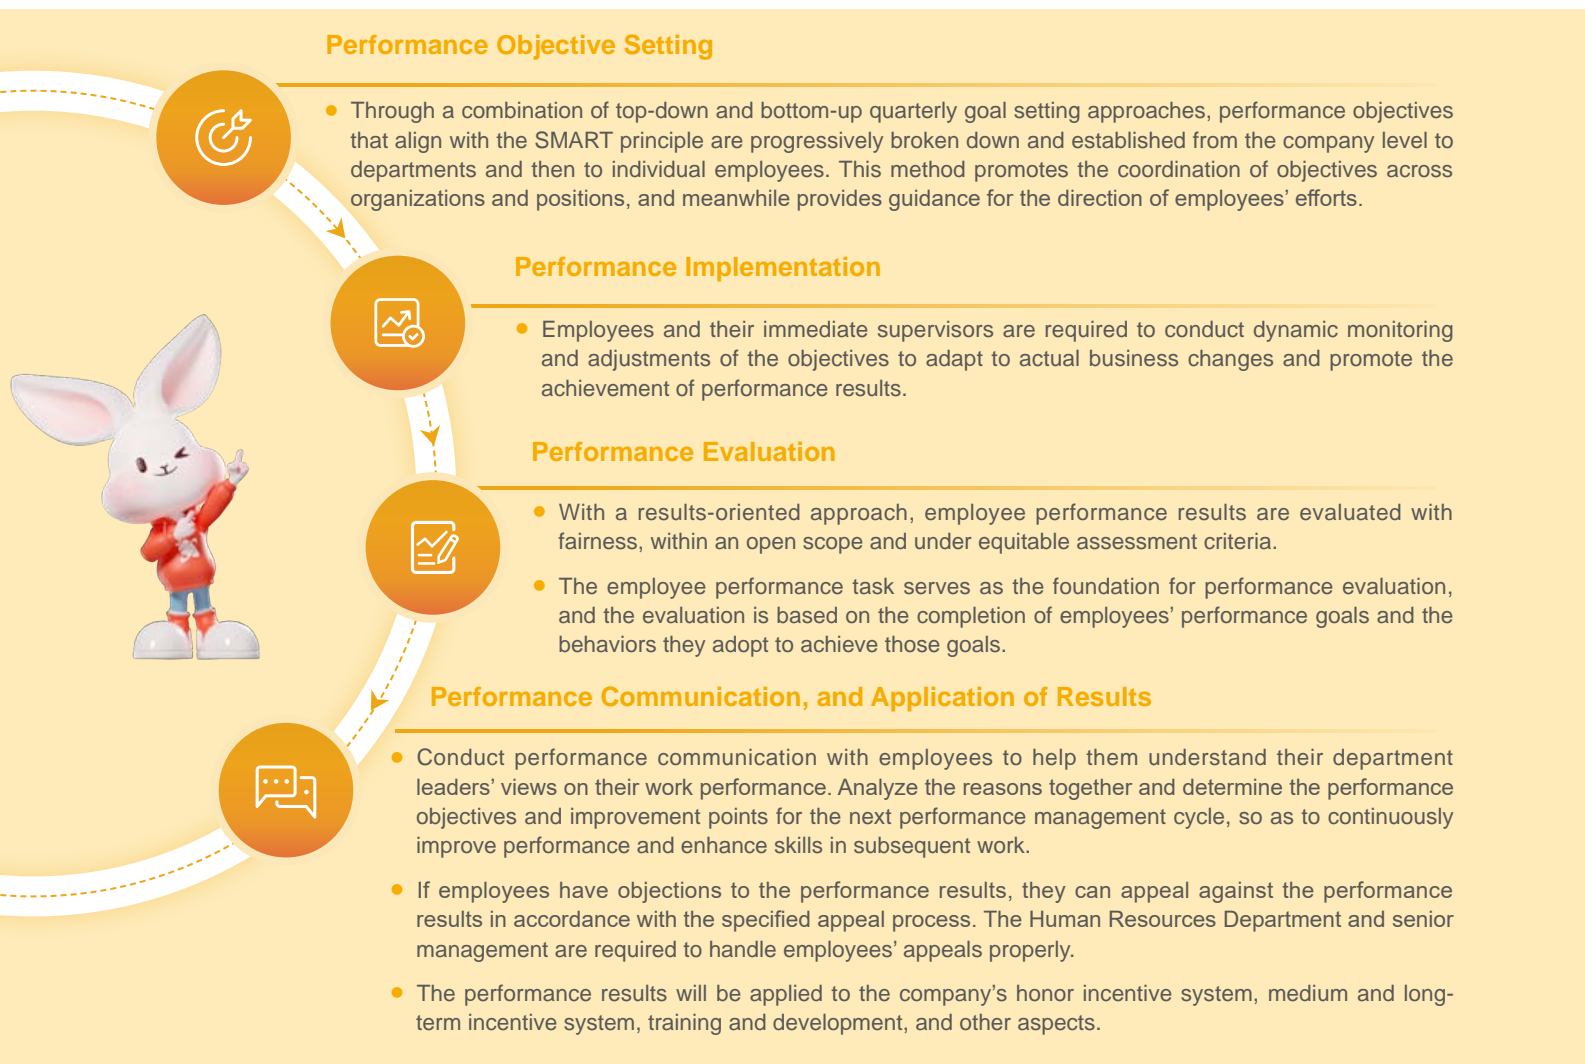 Performance Objective Setting
Through a combination of top-down and bottom-up quarterly goal setting approaches, performance objectives
that align with the SMART principle are progressively broken down and established from the company level to
departments and then to individual employees. This method promotes the coordination of objectives across
organizations and positions, and meanwhile provides guidance for the direction of employees’ efforts.
Performance Implementation
Employees and their immediate supervisors are required to conduct dynamic monitoring
and adjustments of the objectives to adapt to actual business changes and promote the
achievement of performance results.
Performance Evaluation
With a results-oriented approach, employee performance results are evaluated with
fairness, within an open scope and under equitable assessment criteria.
The employee performance task serves as the foundation for performance evaluation,
and the evaluation is based on the completion of employees’ performance goals and the
behaviors they adopt to achieve those goals.
Performance Communication, and Application of Results
Conduct performance communication with employees to help them understand their department
leaders’ views on their work performance. Analyze the reasons together and determine the performance
objectives and improvement points for the next performance management cycle, so as to continuously
improve performance and enhance skills in subsequent work.
If employees have objections to the performance results, they can appeal against the performance
results in accordance with the specified appeal process. The Human Resources Department and senior
management are required to handle employees’ appeals properly.
The performance results will be applied to the company’s honor incentive system, medium and long-
term incentive system, training and development, and other aspects.